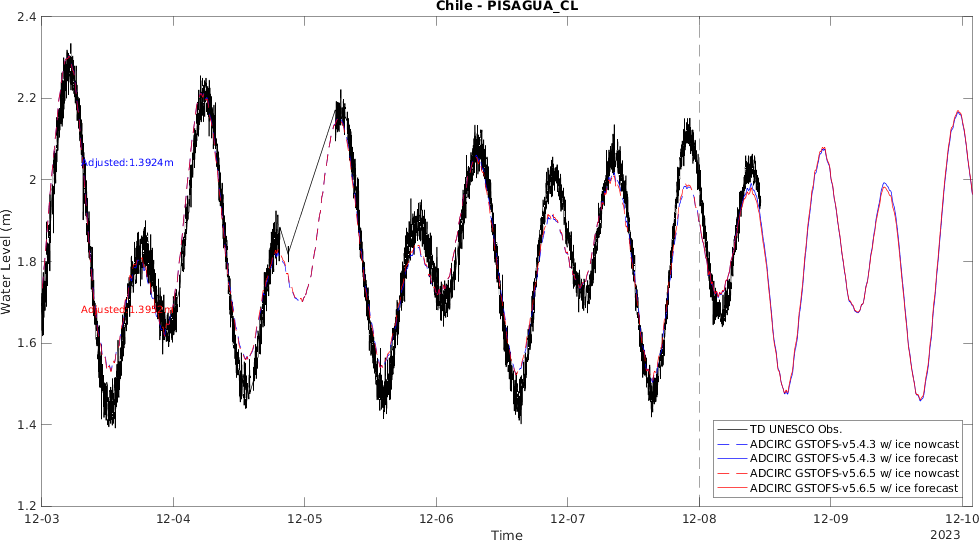 Chile - PISAGUA_CL
Water Level (m)
2.4
2.2
2
1.8
1.6
1.4
1.2
Adjusted:1.3924m
TD UNESCO Obs.
ADCIRC GSTOFS-v5.4.3 w/ ice nowcast
ADCIRC GSTOFS-v5.4.3 w/ ice forecast
ADCIRC GSTOFS-v5.6.5 w/ ice nowcast
ADCIRC GSTOFS-v5.6.5 w/ ice forecast
12-03 12-04 12-05 12-06 12-07 12-08 12-09 12-10
Time
2023